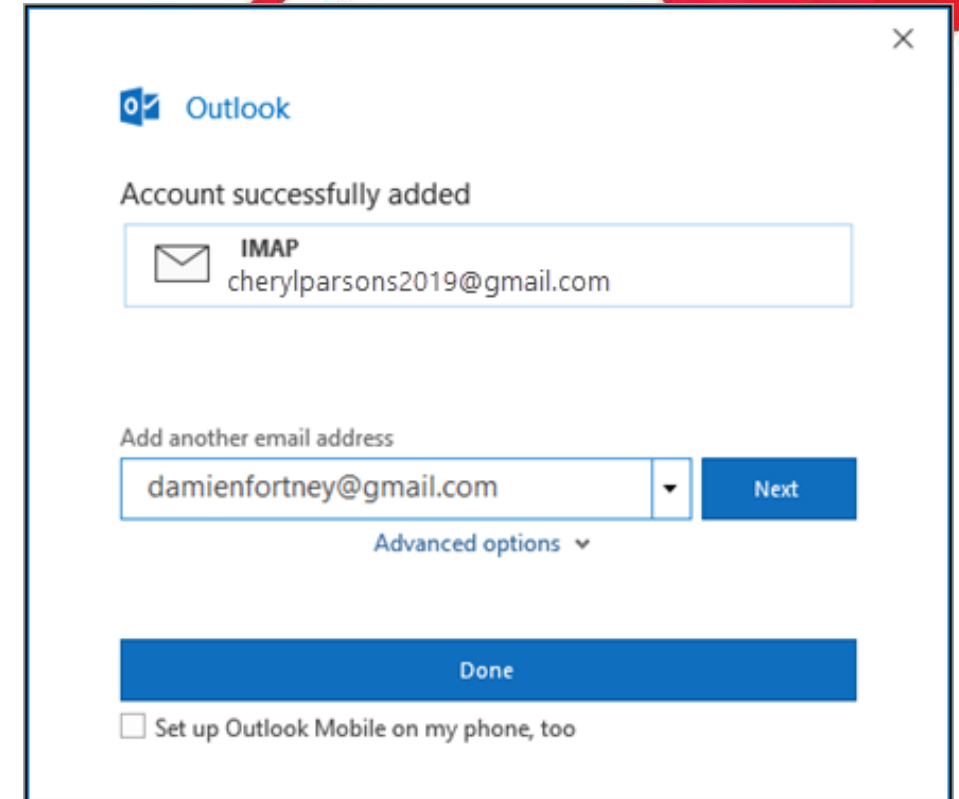 Outlook
Account successfully added
IMAP
cherylparsons2019@gmail.com
Add another email address
damienfortney@gmail.com
Next
Advanced options
Done
Set up Outlook Mobile on my phone, too